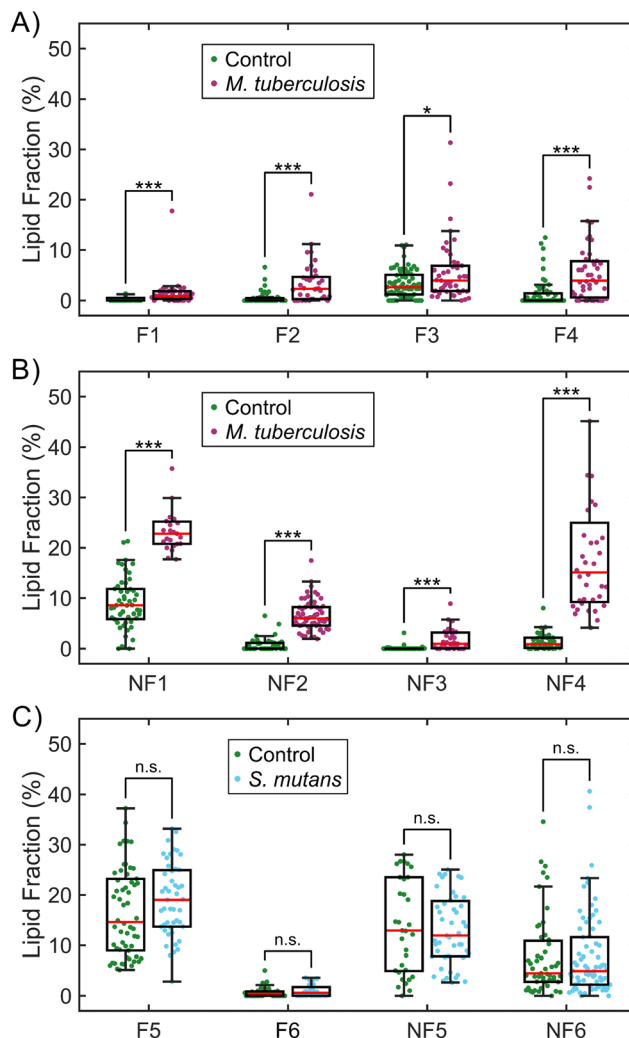 A)
Lipid Fraction (%)
50
40
30
20
10
0
Control
M. tuberculosis
***
***
*
***
F1 F2 F3 F4
B)
Lipid Fraction (%)
50
40
30
20
10
0
Control
M. tuberculosis
***
***
***
***
NF1 NF2 NF3 NF4
C)
Lipid Fraction (%)
50
40
30
20
10
0
Control
S. mutans
n.s.
n.s.
n.s.
n.s.
F5 F6 NF5 NF6